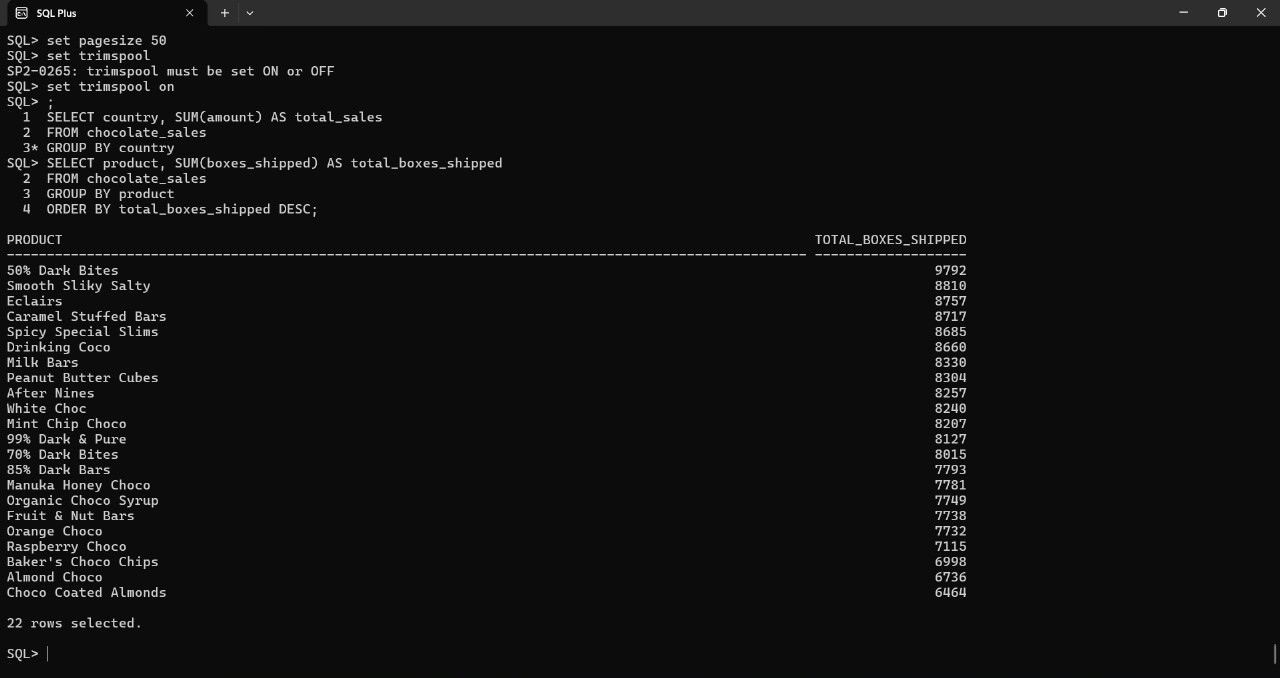 SQL Plus
SQL> set pagesize 50
SQL> set trimspool
SP2-0265: trimspool must be set ON or OFF
SQL> set trimspool on
SQL> ;
  1  SELECT country, SUM(amount) AS total_sales
  2  FROM chocolate_sales
  3* GROUP BY country
SQL> SELECT product, SUM(boxes_shipped) AS total_boxes_shipped
  2  FROM chocolate_sales
  3  GROUP BY product
  4  ORDER BY total_boxes_shipped DESC;
PRODUCT TOTAL_BOXES_SHIPPED
---------------------------------------------------------------------------------------------------- -------------------
50% Dark Bites 9792
Smooth Sliky Salty 8810
Eclairs 8757
Caramel Stuffed Bars 8717
Spicy Special Slims 8685
Drinking Coco 8660
Milk Bars 8330
Peanut Butter Cubes 8304
After Nines 8257
White Choc 8240
Mint Chip Choco 8207
99% Dark & Pure 8127
70% Dark Bites 8015
85% Dark Bars 7793
Manuka Honey Choco 7781
Organic Choco Syrup 7749
Fruit & Nut Bars 7738
Orange Choco 7732
Raspberry Choco 7115
Baker's Choco Chips 6998
Almond Choco 6736
Choco Coated Almonds 6464
22 rows selected.
SQL>